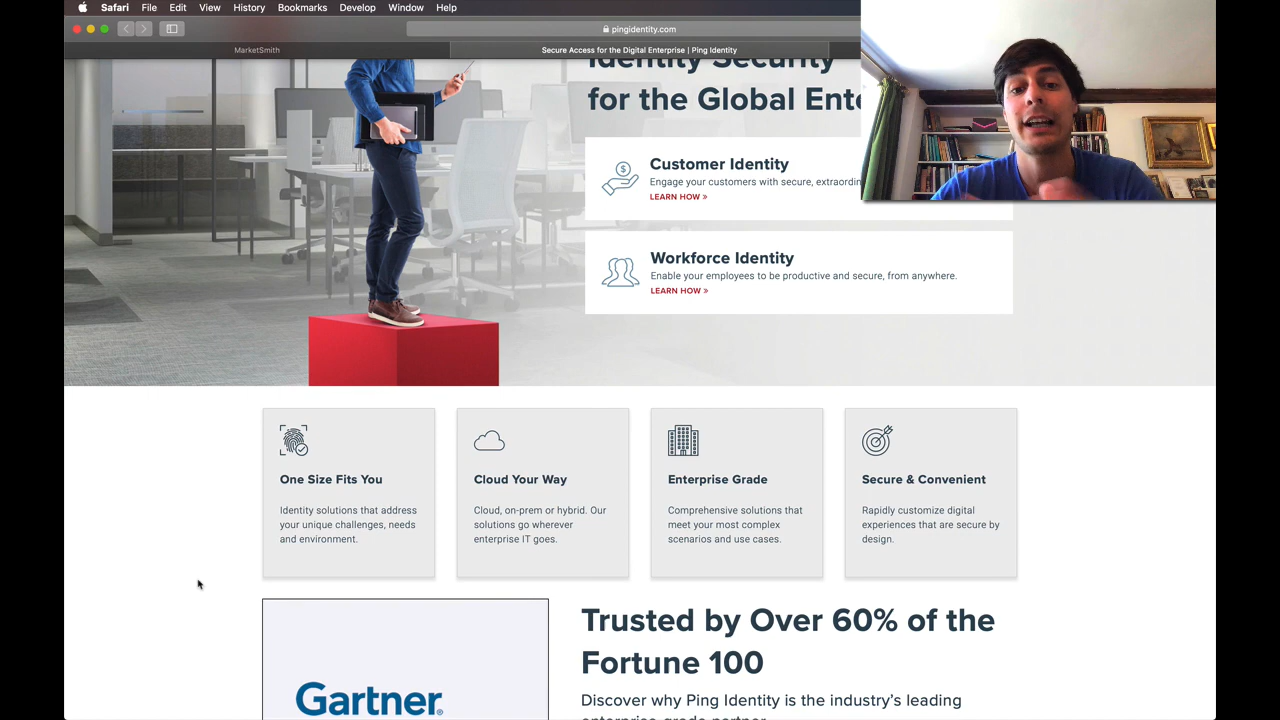 Safari File Edit View History Bookmarks Develop Window Help
pingidentity.com
MarketSmith
Secure Access for the Digital Enterprise | Ping Identity
Identity Security
for the Global
Customer Identity
Engage your customers with secure,
LEARN HOW »
Workforce Identity
Enable your employees to be productive and secure, from anywhere.
LEARN HOW »
One Size Fits You
Identity solutions that address
your unique challenges, needs
and environment.
Cloud Your Way
Cloud, on-prem or hybrid. Our
solutions go wherever
enterprise IT goes.
Enterprise Grade
Comprehensive solutions that
meet your most complex
scenarios and use cases.
Secure & Convenient
Rapidly customize digital
experiences that are secure by
design.
Gartner®
Trusted by Over 60% of the
Fortune 100
Discover why Ping Identity is the industry's leading
enterprise-grade partner